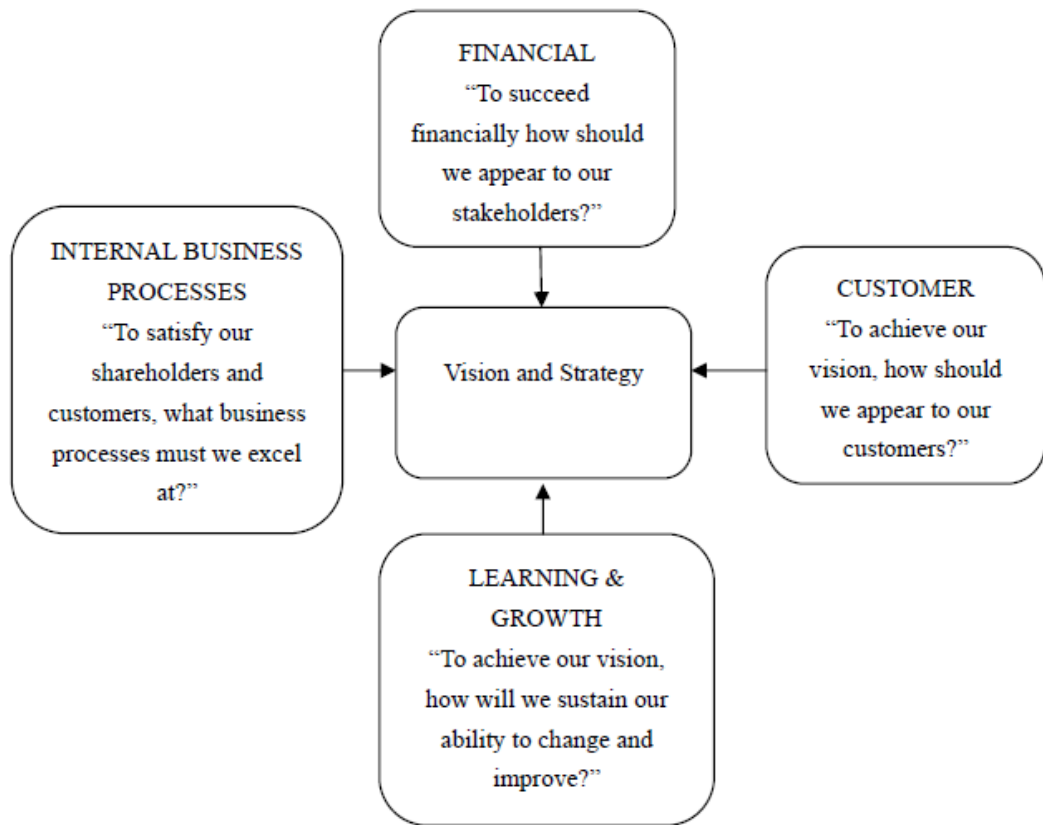 FINANCIAL
“To succeed
financially how should
we appear to our
stakeholders?”
INTERNAL BUSINESS
PROCESSES
“To satisfy our
shareholders and
customers, what business
processes must we excel
at?”
Vision and Strategy
CUSTOMER
“To achieve our
vision, how should
we appear to our
customers?”
LEARNING &
GROWTH
“To achieve our vision,
how will we sustain our
ability to change and
improve?”